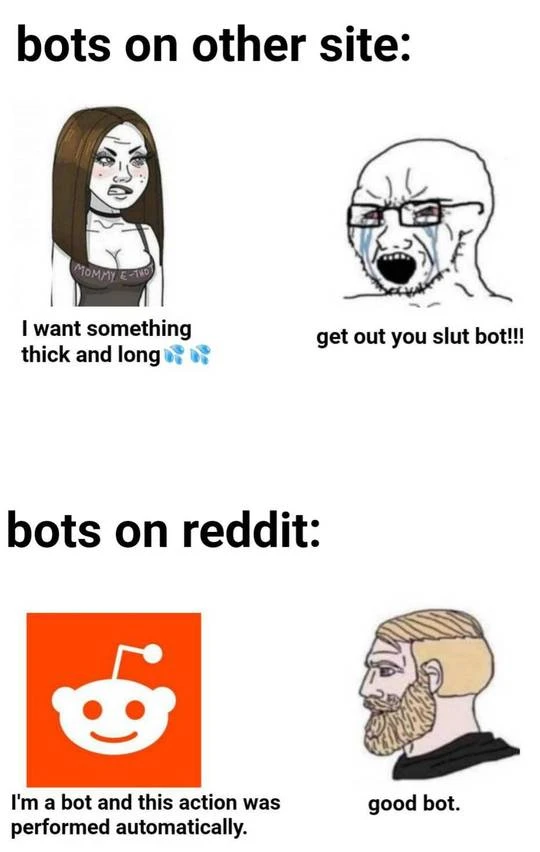 bots on other site:
MOMMY E-THOT
I want something
thick and long💦 💦
get out you slut bot!!!
bots on reddit:
I'm a bot and this action was
performed automatically.
good bot.